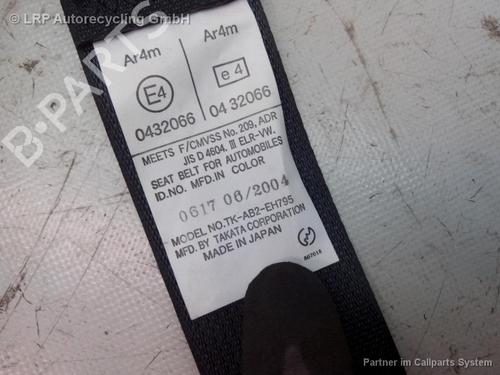 © LRP Autorecycling GmbH
Ar4m
Ar4m
E4
e 4
0432066
04 32066
MEETS F/CMVSS No. 209, ADR
JIS D 4604. III ELR-VW.
SEAT BELT FOR AUTOMOBILES
ID.NO. MFD.IN COLOR
0617 06/2004
MODEL NO.TK-AB2-EH795
MFD. BY TAKATA CORPORATION
MADE IN JAPAN
Partner im Callparts System